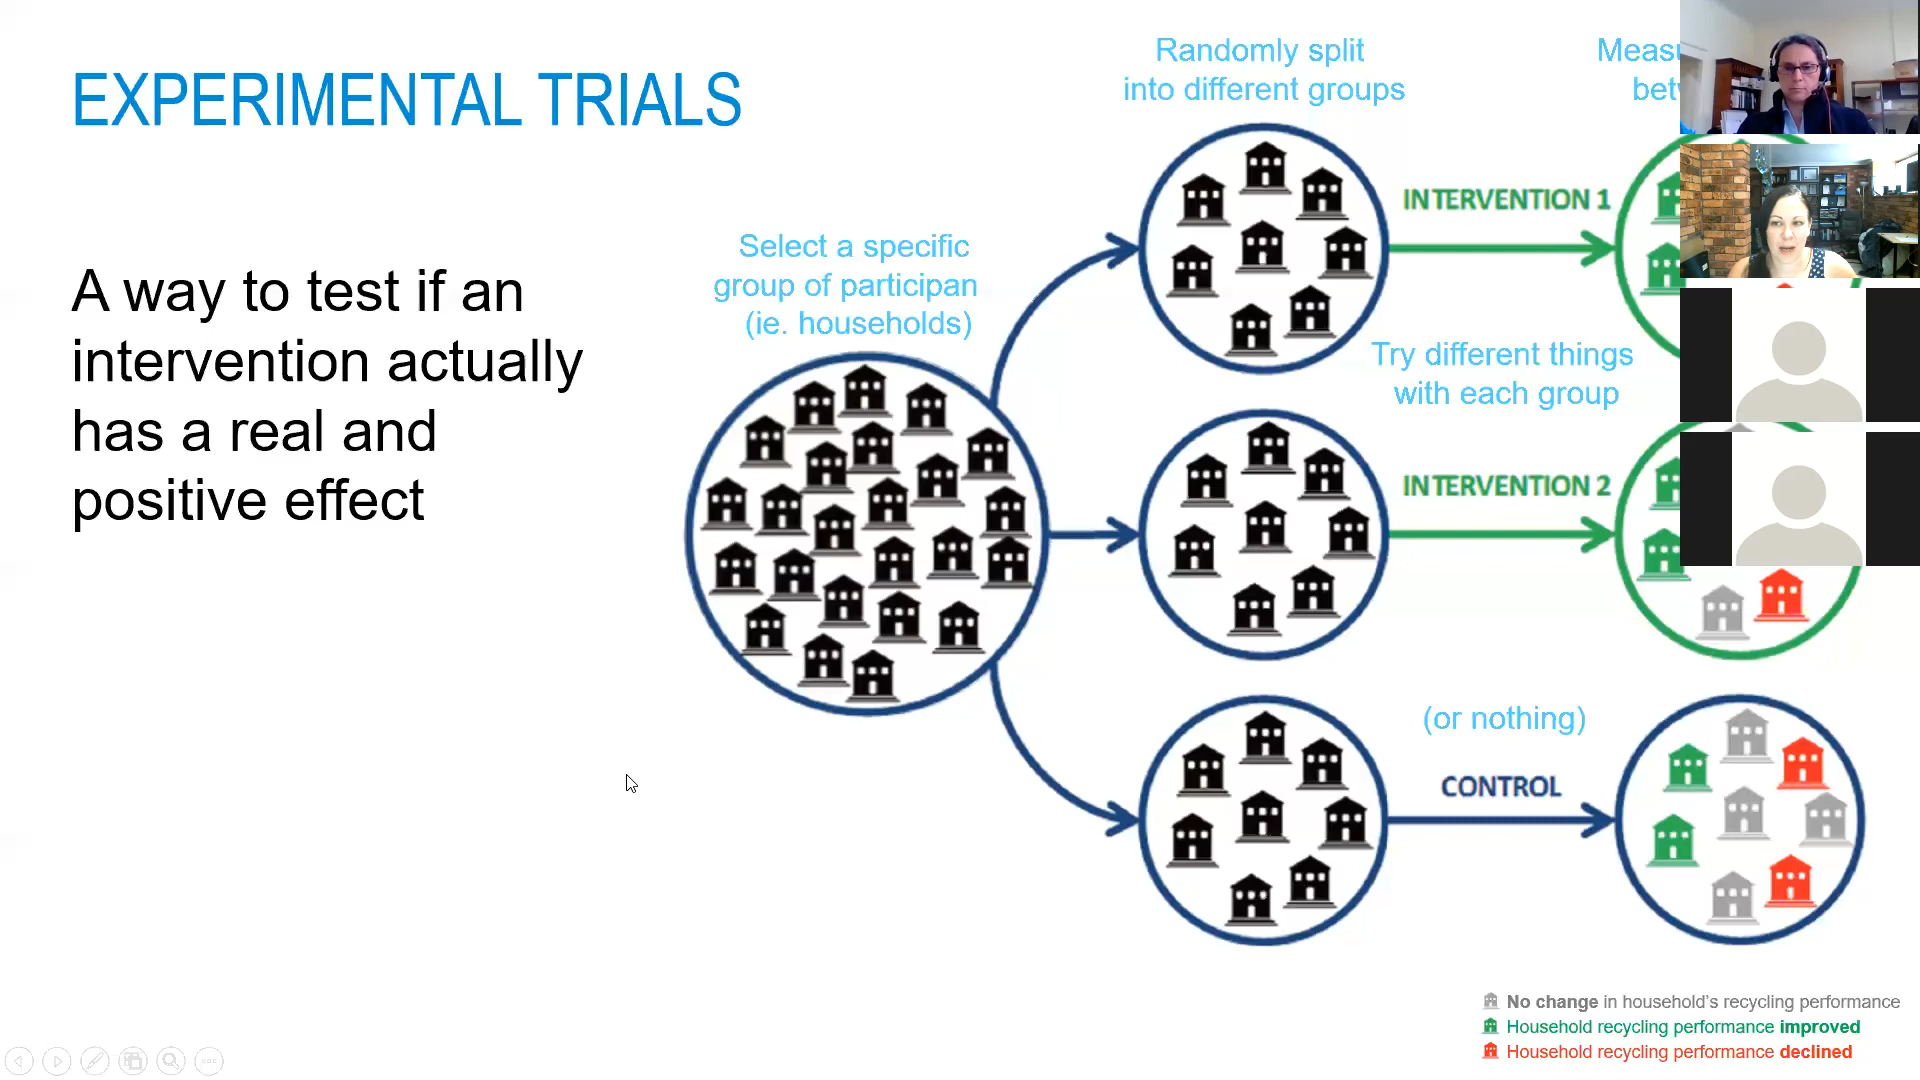 EXPERIMENTAL TRIALS
A way to test if an
intervention actually
has a real and
positive effect
Select a specific
group of participan
(ie. households)
Randomly split
into different groups
INTERVENTION 1
Try different things
with each group
INTERVENTION 2
(or nothing)
CONTROL
No change in household's recycling performance
Household recycling performance improved
Household recycling performance declined